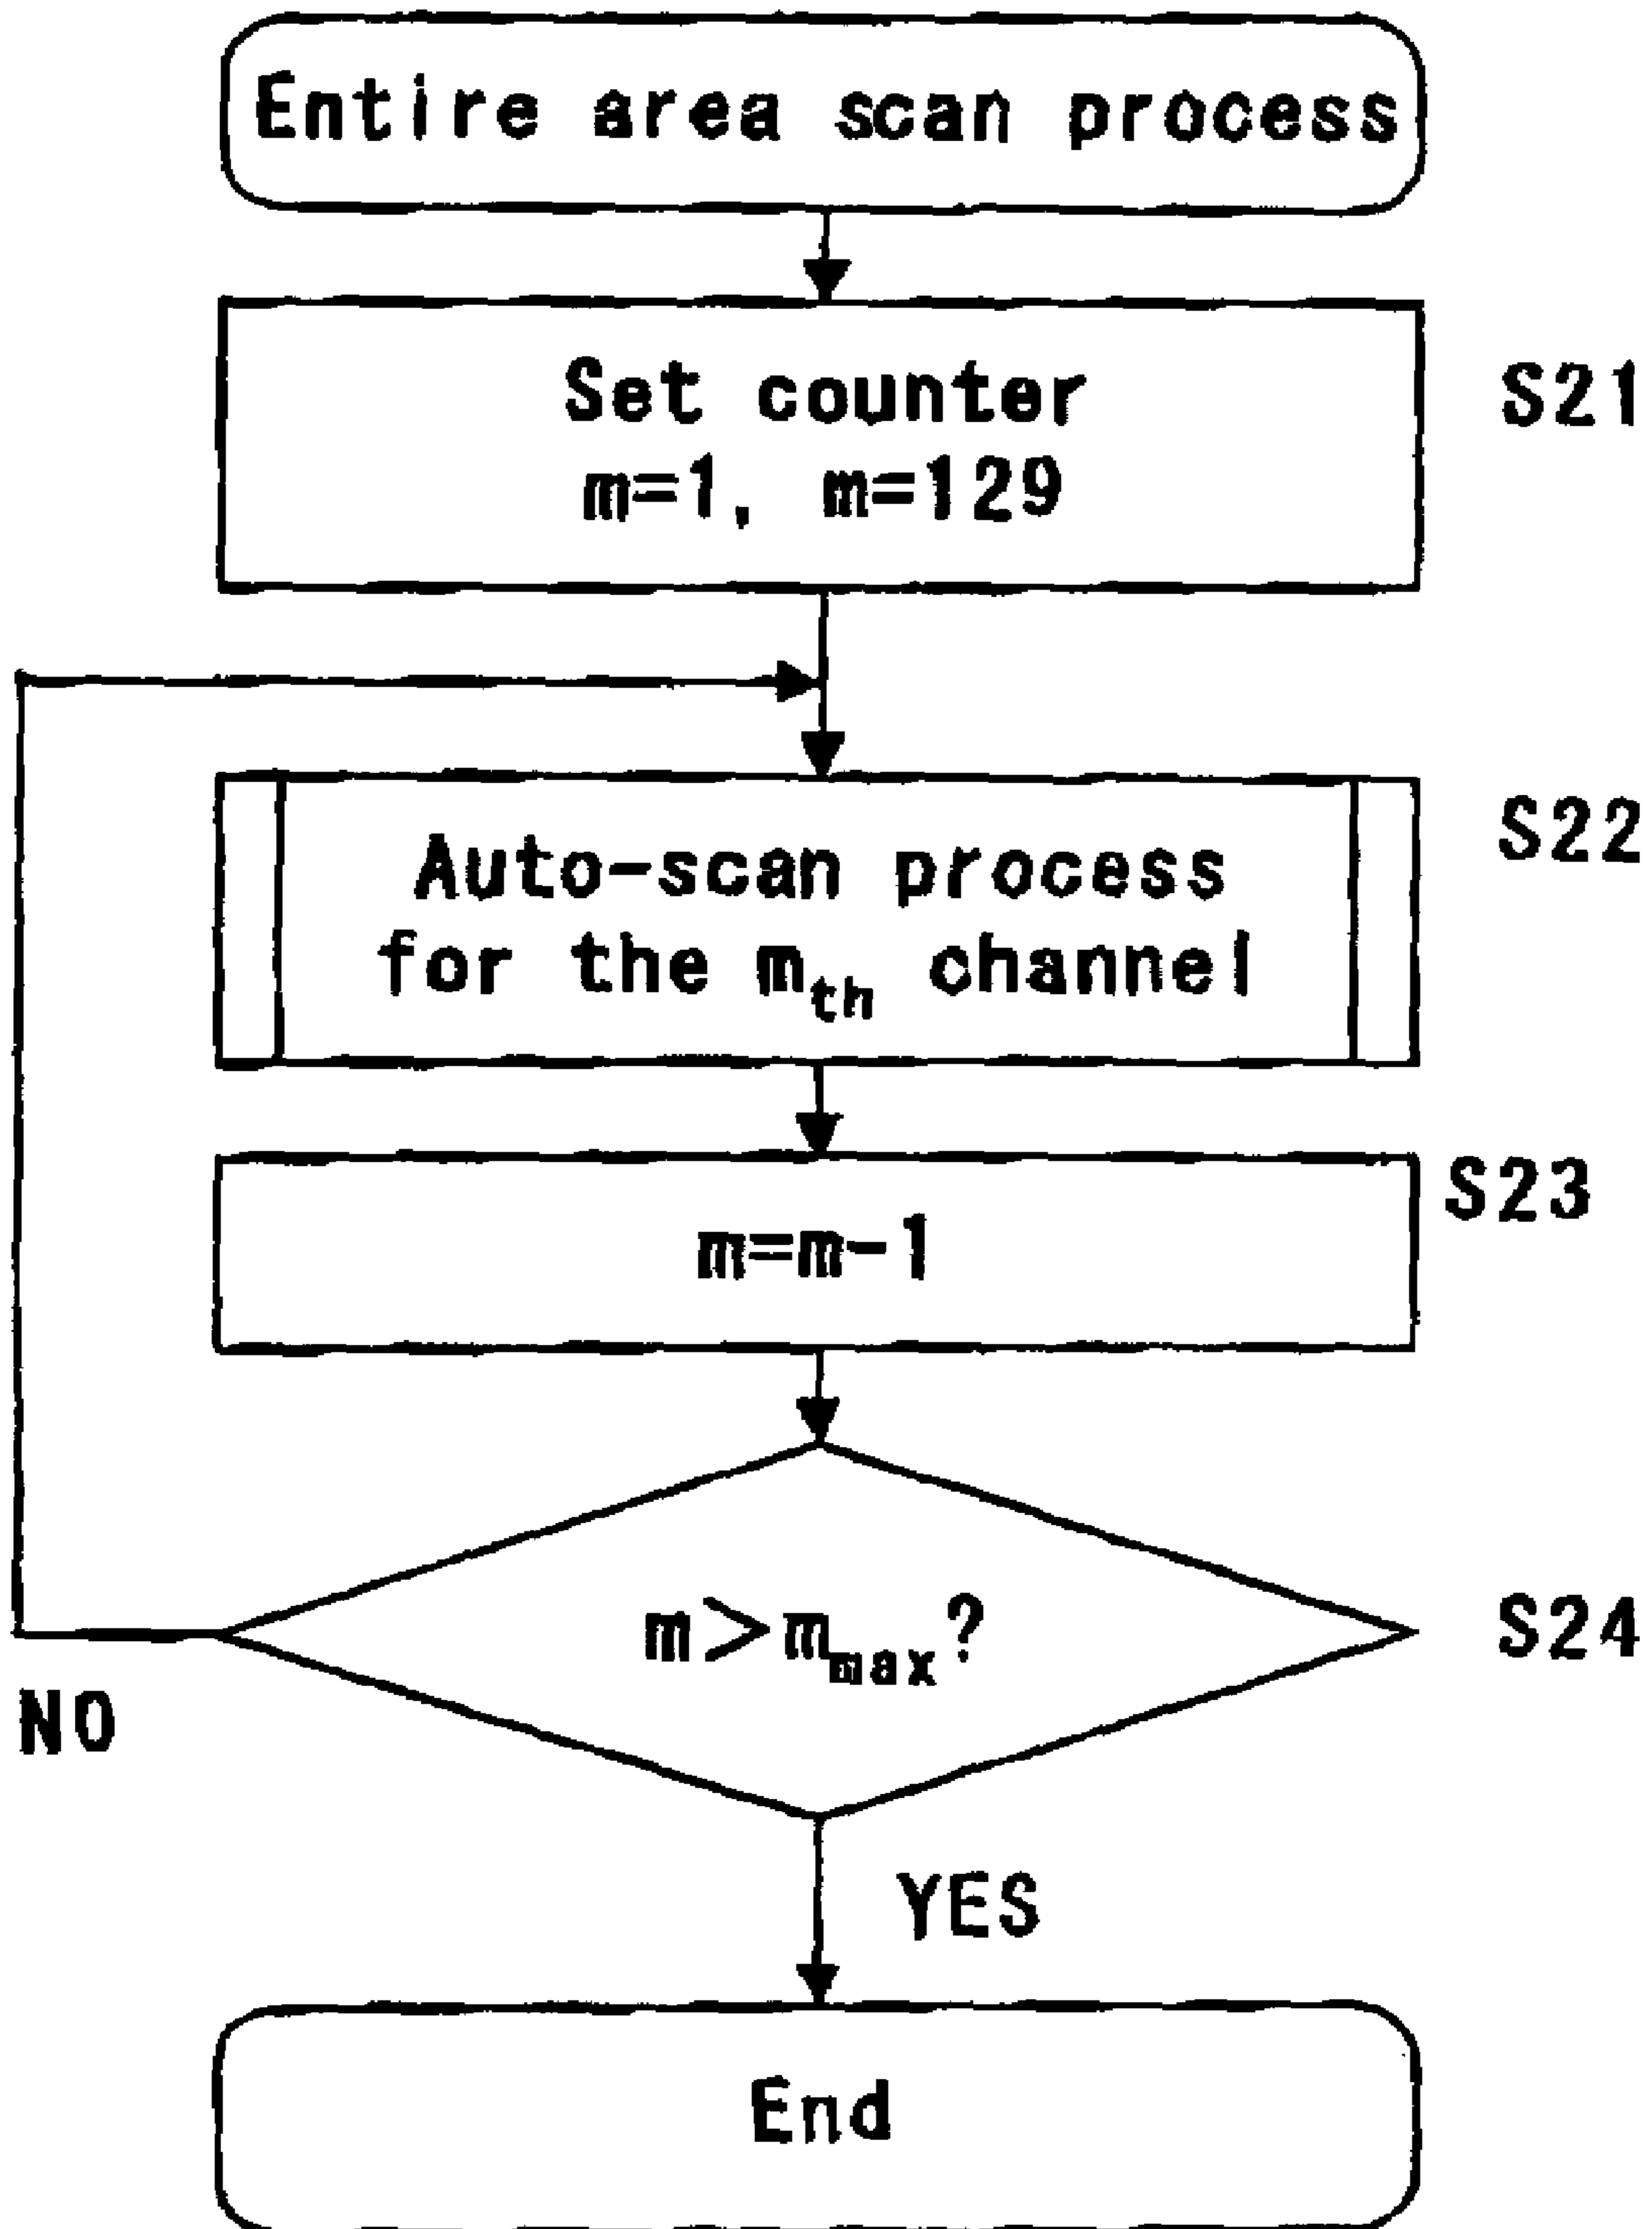 Entire area scan process
Set counter
m=1, m=129
S21
Auto-scan process
for the mth channel
S22
m=m-1
S23
m>mmax?
S24
NO
YES
End